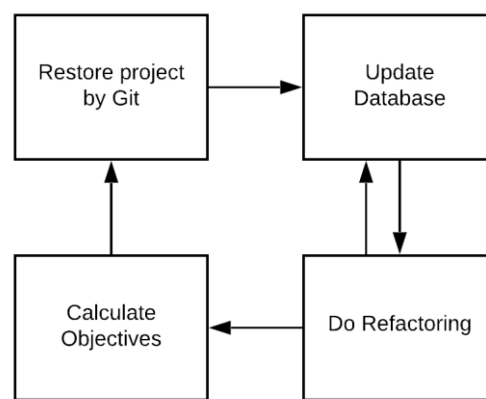 Restore project
by Git
Update
Database
Calculate
Objectives
Do Refactoring